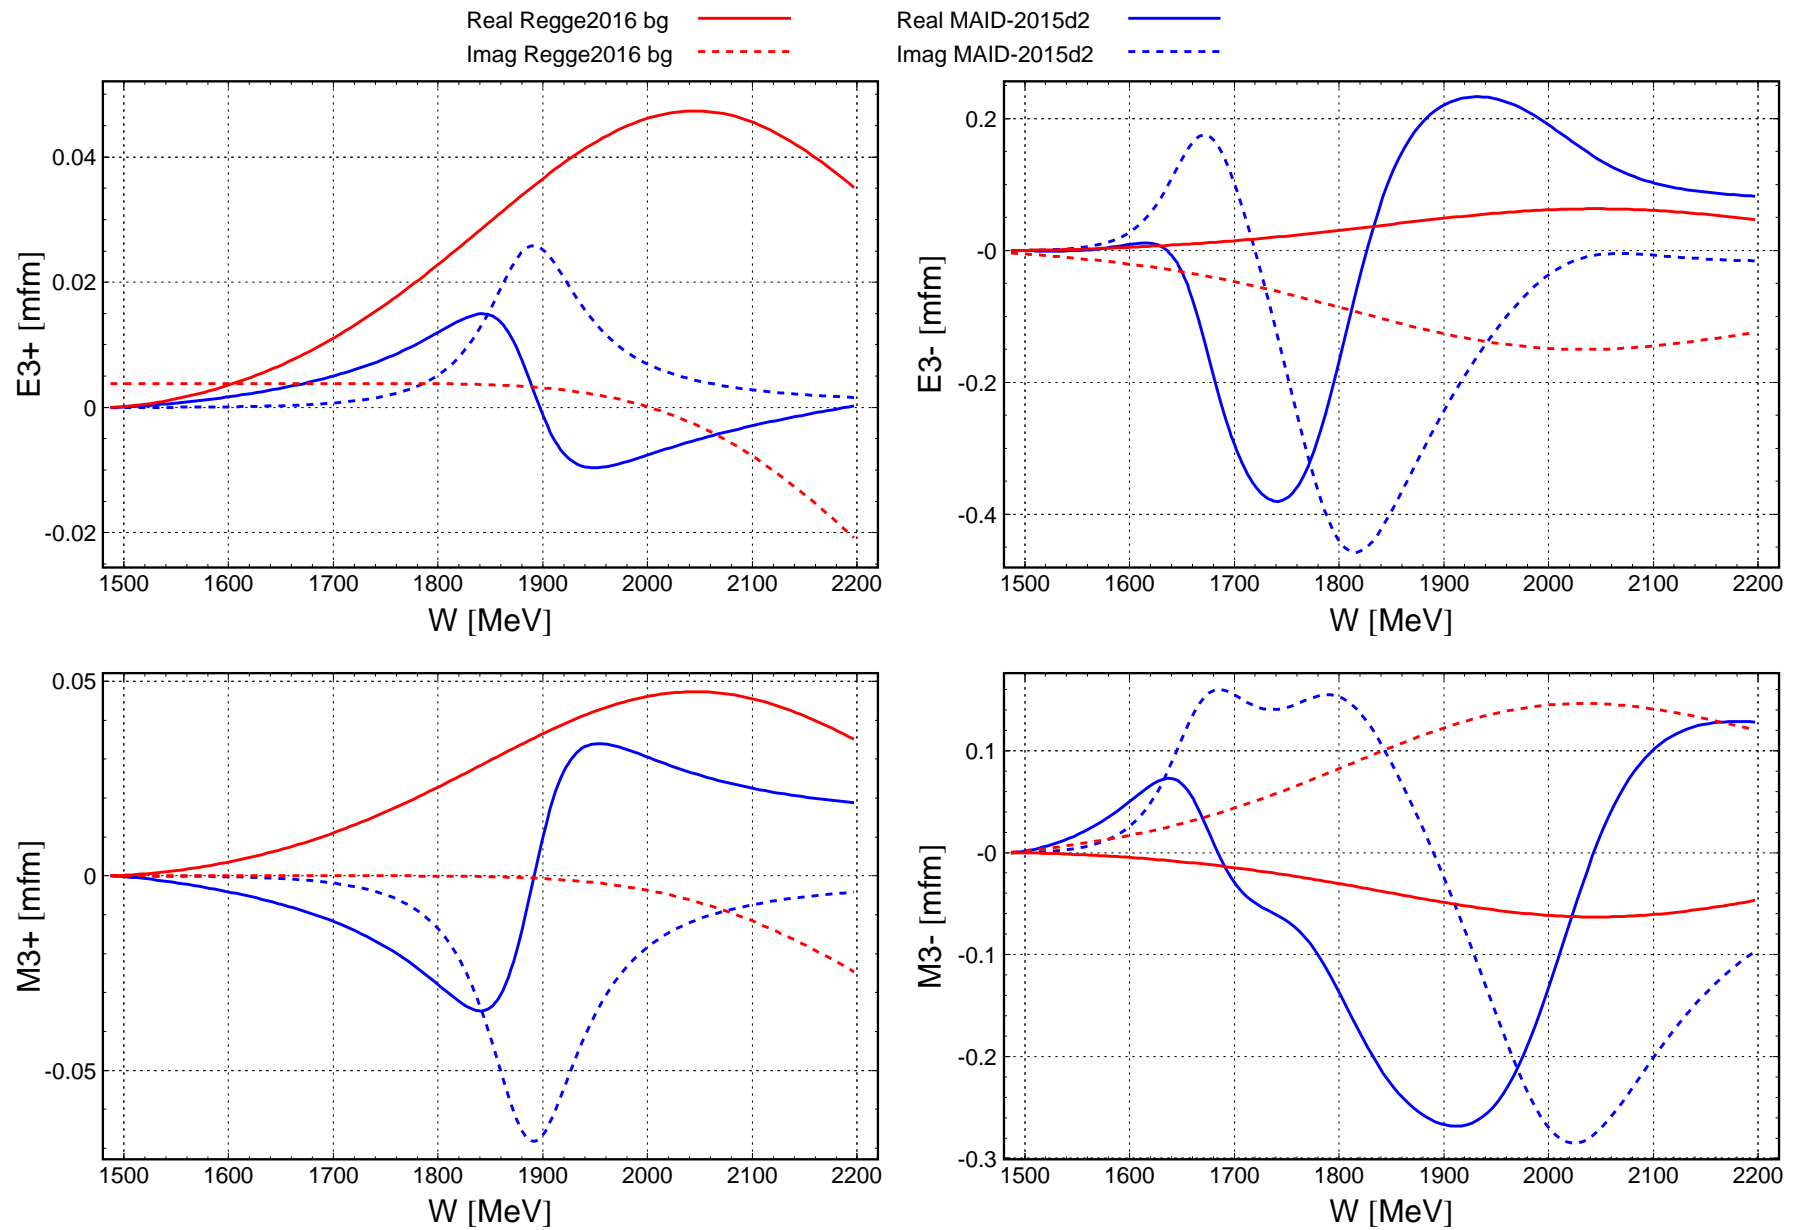 Real Regge2016 bg
Real MAID-2015d2
Imag Regge2016 bg
Imag MAID-2015d2
E3+ [mfm]
0.04
0.02
0
-0.02
1500 1600 1700 1800 1900 2000 2100 2200
W [MeV]
E3- [mfm]
0.2
-0
-0.2
-0.4
1500 1600 1700 1800 1900 2000 2100 2200
W [MeV]
M3+ [mfm]
0.05
0
-0.05
1500 1600 1700 1800 1900 2000 2100 2200
W [MeV]
M3- [mfm]
0.1
-0
-0.1
-0.2
-0.3
1500 1600 1700 1800 1900 2000 2100 2200
W [MeV]